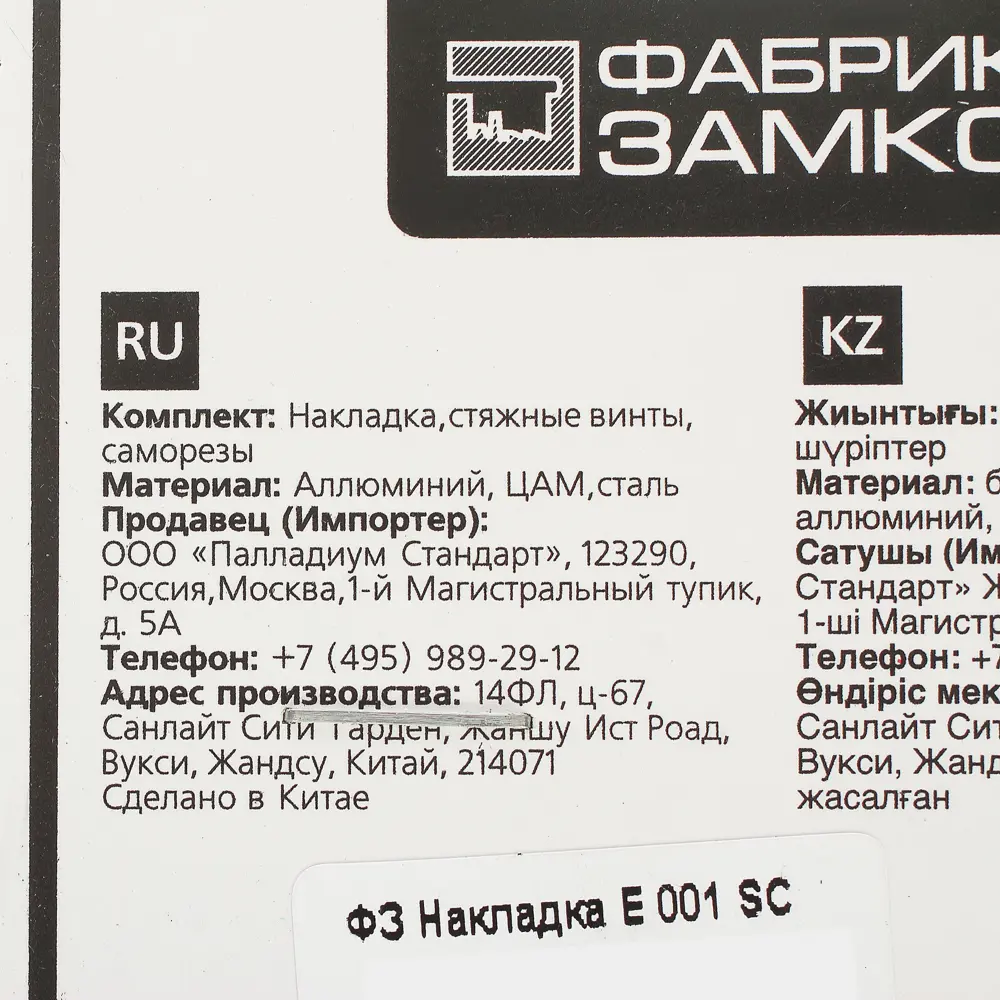 ФАБРИК
ЗАМКО
RU
Комплект: Накладка,стяжные винты,
саморезы
Материал: Аллюминий, ЦАМ,сталь
Продавец (Импортер):
ООО «Палладиум Стандарт», 123290,
Россия,Москва,1-й Магистральный тупик,
д. 5А
Телефон: +7 (495) 989-29-12
Адрес производства: 14ФЛ, ц-67,
Санлайт Сити Гарден, Жаншу Ист Роад,
Вукси, Жандсу, Китай, 214071
Сделано в Китае
KZ
Жиынтығы:
шүріптер
Материал: б
аллюминий,
Сатушы (Им
Стандарт» Ж
1-ші Магистр
Телефон: +7
Өндіріс мек
Санлайт Сит
Вукси, Жанд
жасалған
ФЗ Накладка E 001 SC